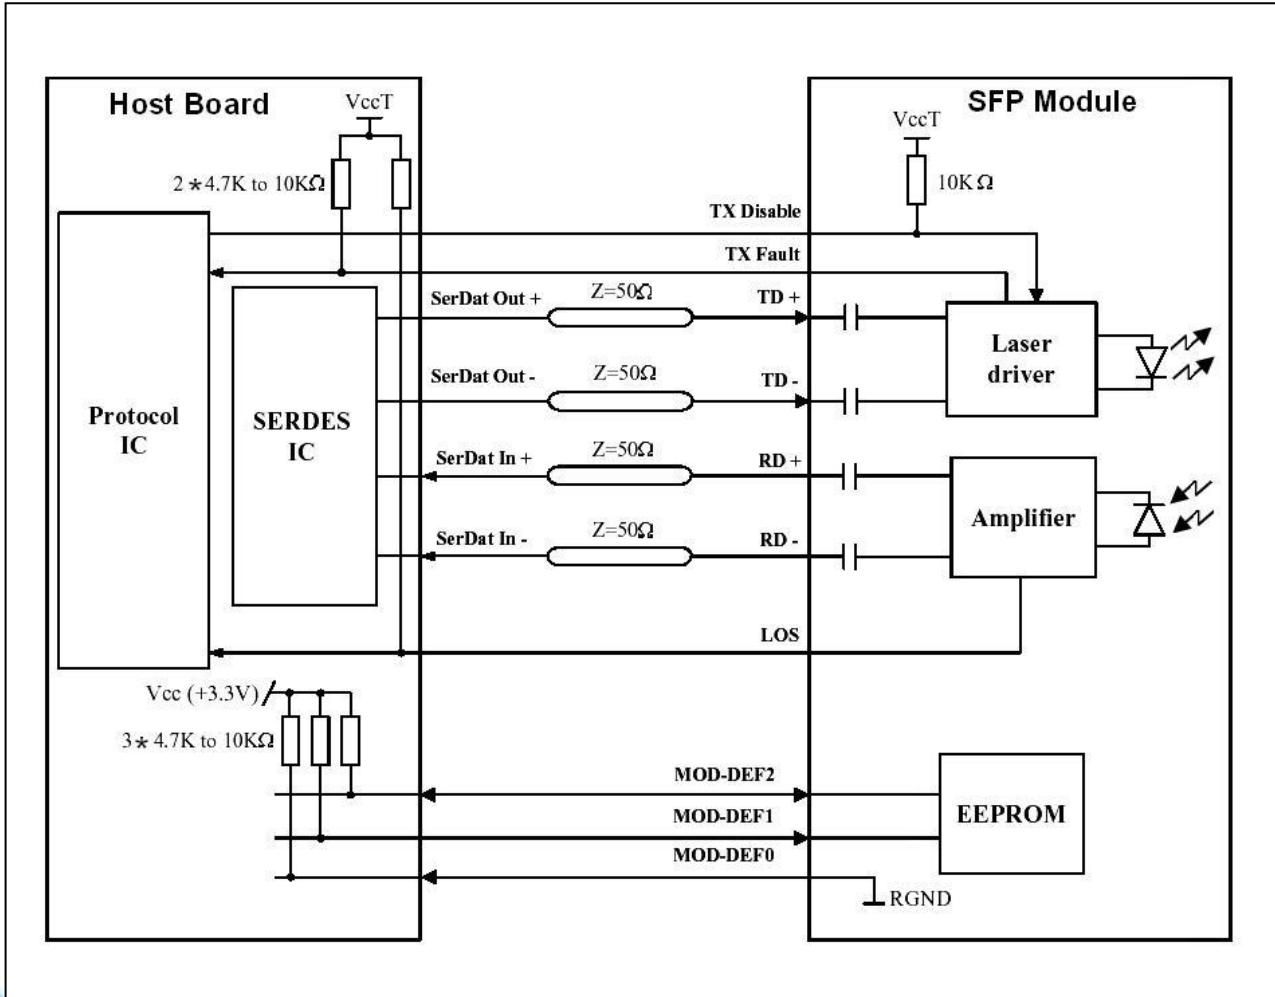 Host Board
SFP Module
VccT
VccT
2*4.7K to 10KΩ
10KΩ
TX Disable
TX Fault
SerDat Out +
Z=50Ω
TD +
Laser
driver
SerDat Out -
Z=50Ω
TD -
Protocol
IC
SERDES
IC
SerDat In +
Z=50Ω
RD +
Amplifier
SerDat In -
Z=50Ω
RD -
LOS
Vcc (+3.3V)
3*4.7K to 10KΩ
MOD-DEF2
MOD-DEF1
EEPROM
MOD-DEF0
RGND